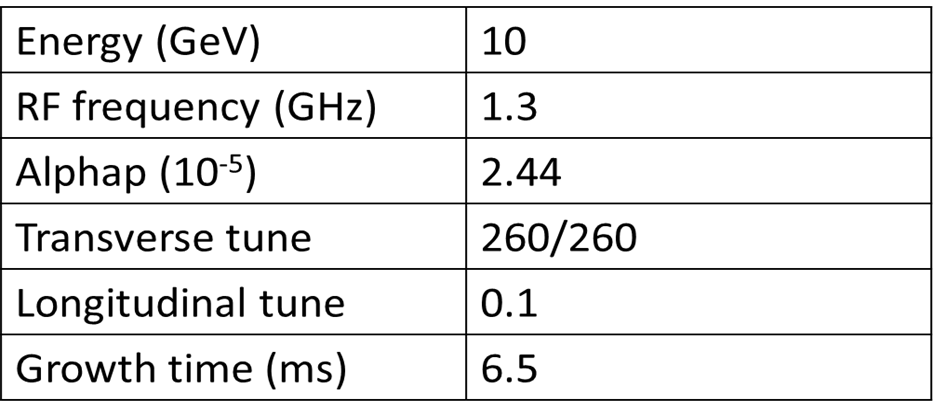 Energy (GeV) 10
RF frequency (GHz) 1.3
Alphap (10⁻⁵) 2.44
Transverse tune 260/260
Longitudinal tune 0.1
Growth time (ms) 6.5